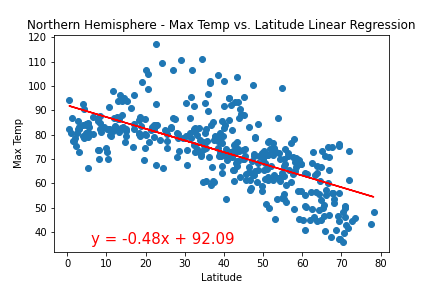 Northern Hemisphere - Max Temp vs. Latitude Linear Regression
120
110
100
90
80
70
60
50
40
Max Temp
y = -0.48x + 92.09
0 10 20 30 40 50 60 70 80
Latitude